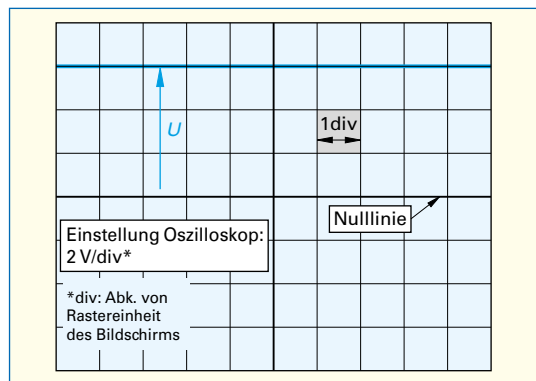 1div
U
Nulllinie
Einstellung Oszilloskop:
2 V/div*
*div: Abk. von
Rastereinheit
des Bildschirms